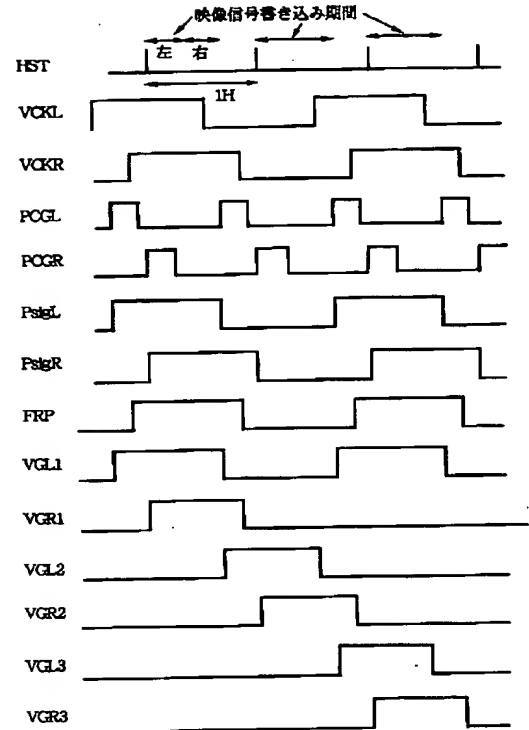 映像信号書き込み期間
左 右
HST
1H
VCKL
VCKR
PCGL
PCGR
PsigL
PsigR
FRP
VGL1
VGR1
VGL2
VGR2
VGL3
VGR3